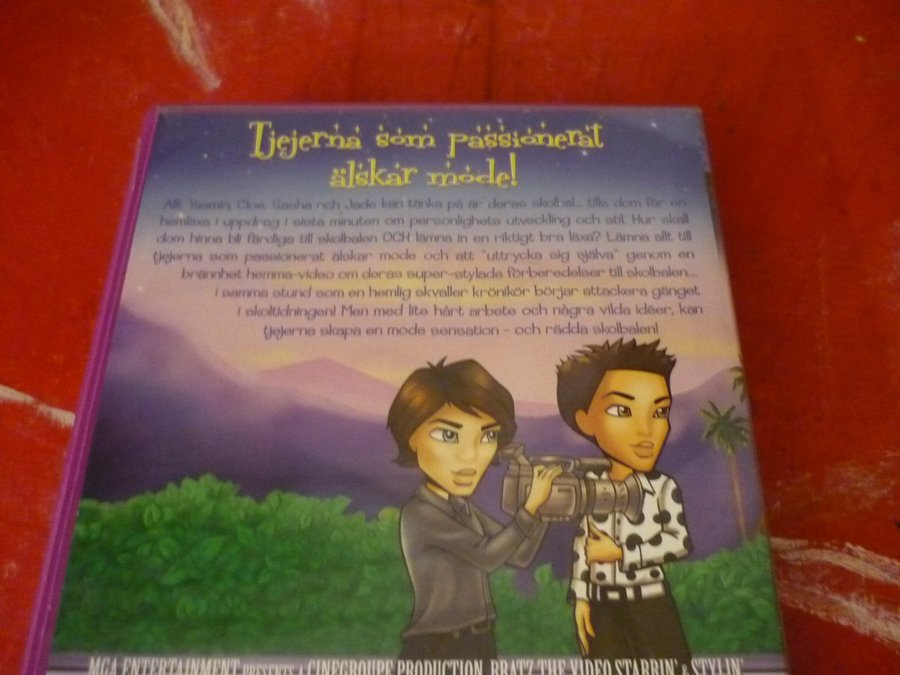 Tjejerna som passionerat
älskar mode!
Allt Yasmin, Cloe, Sasha och Jade kan tänka på är deras skolbal... tills dom får en
hemläxa i uppdrag i sista minuten om personlighets utveckling och stil. Hur skall
dom hinna bli färdiga till skolbalen OCH lämna in en riktigt bra läxa? Lämna allt till
tjejerna som passionerat älskar mode och att "uttrycka sig själva" genom en
brännhet hemma-video om deras super-stylade förberedelser till skolbalen...
i samma stund som en hemlig skvaller krönikör börjar attackera gänget
i skoltidningen! Men med lite hårt arbete och några vilda idéer, kan
tjejerna skapa en mode sensation - och rädda skolbalen!
MGA ENTERTAINMENT PRESENTS A CINEGROUPE PRODUCTION, BRATZ THE VIDEO STARRIN' & STYLIN'